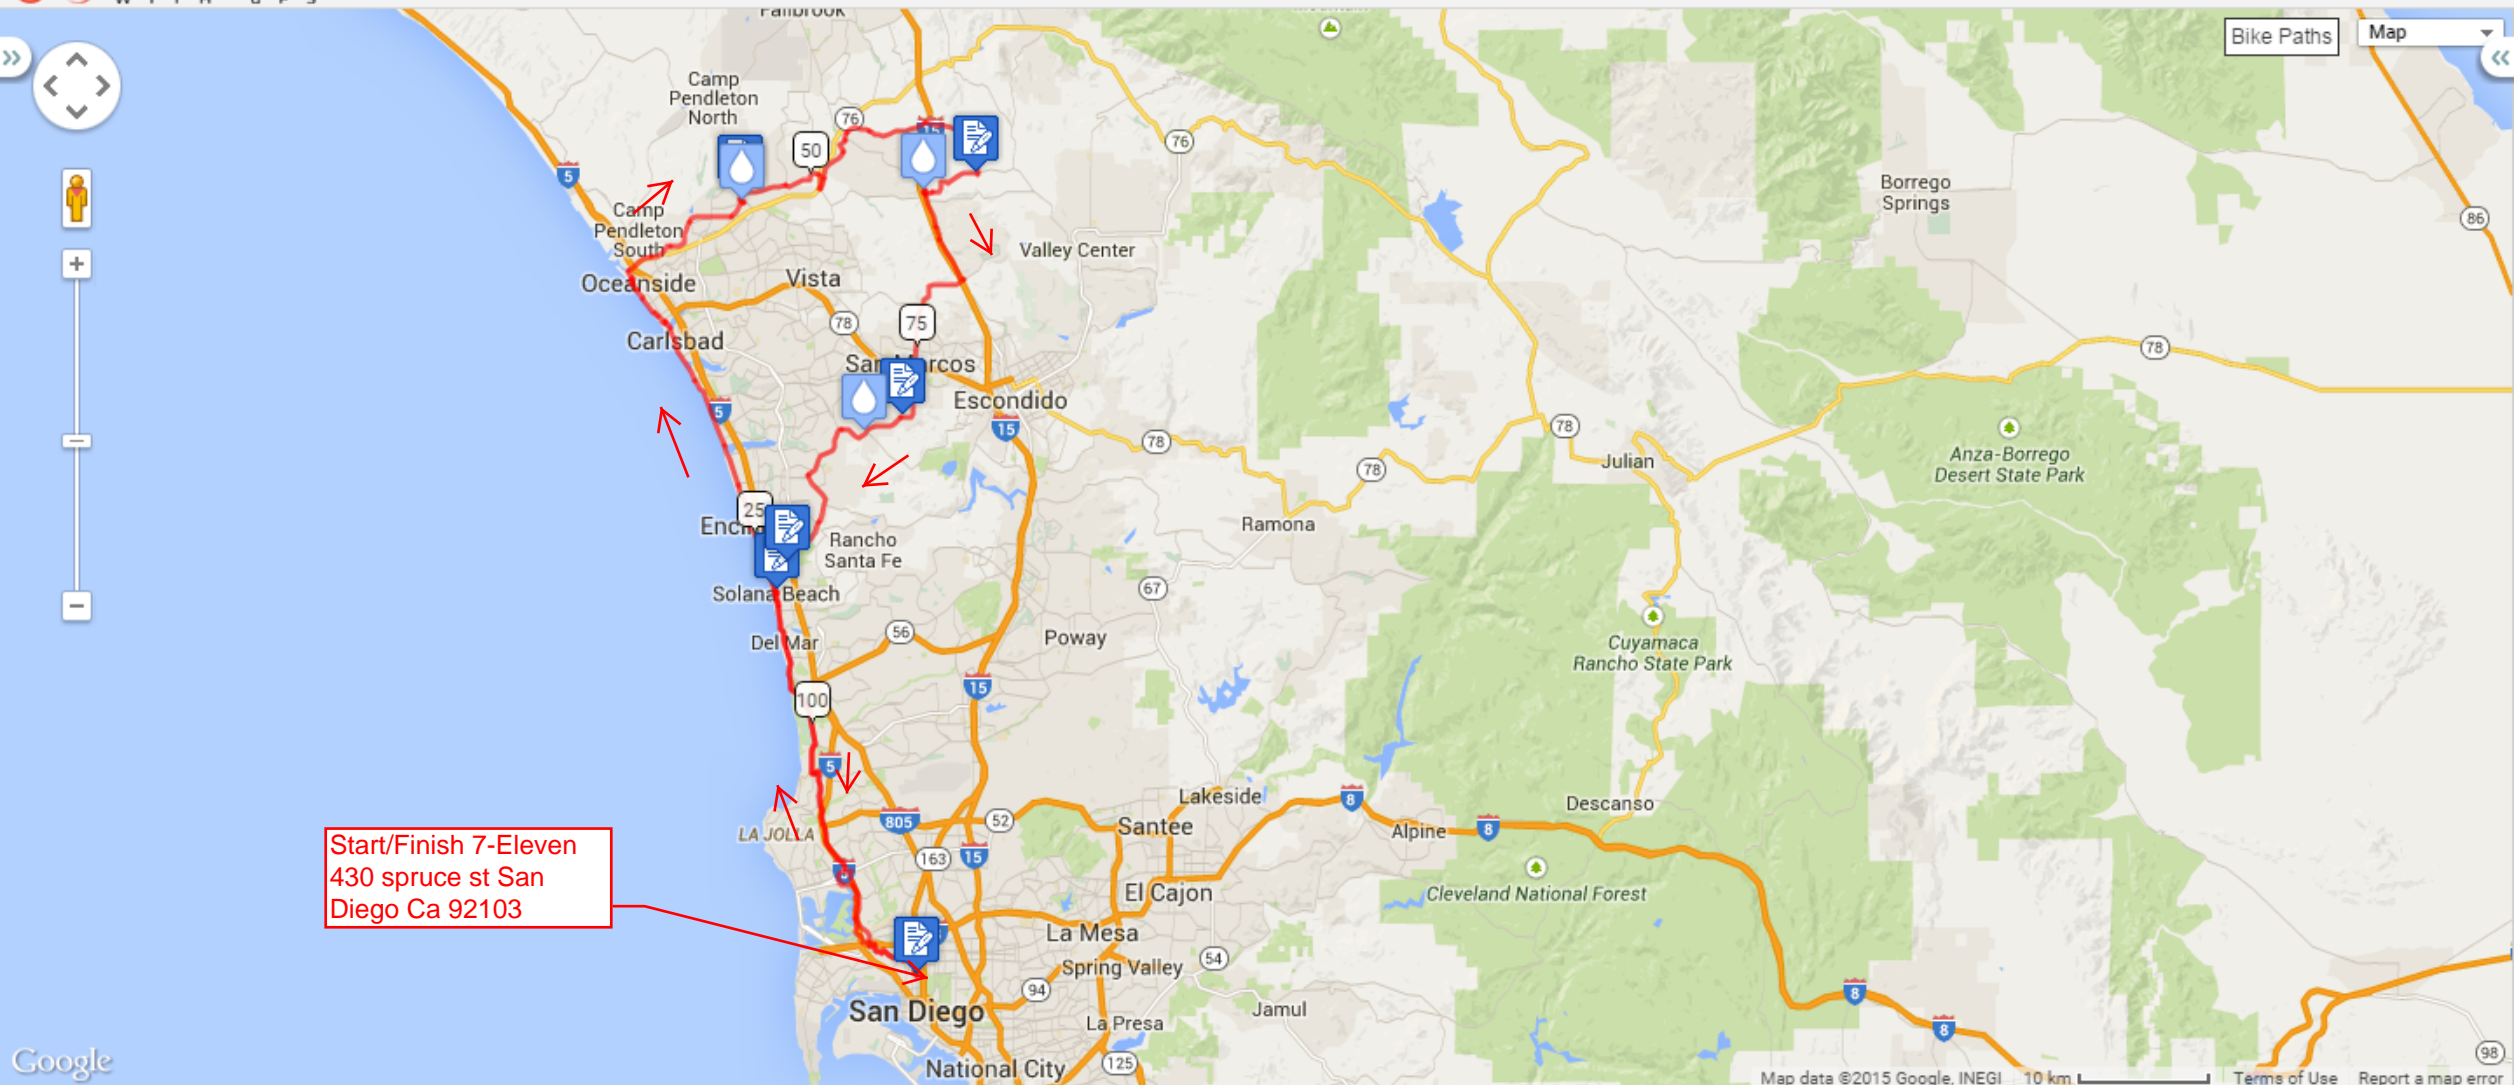 Fallbrook
Bike Paths
Map
Camp
Pendleton
North
76
50
15
76
5
Borrego
Springs
86
Camp
Pendleton
South
Valley Center
Oceanside
Vista
78
75
Carlsbad
78
San Marcos
Escondido
5
15
78
78
78
Julian
Anza-Borrego
Desert State Park
25
Ramona
Rancho
Santa Fe
Solana Beach
67
56
Poway
Del Mar
Cuyamaca
Rancho State Park
15
100
5
Lakeside
8
Descanso
LA JOLLA
805
52
Santee
Alpine
8
Start/Finish 7-Eleven
430 spruce st San
Diego Ca 92103
163
15
El Cajon
Cleveland National Forest
La Mesa
54
Spring Valley
94
8
San Diego
La Presa
Jamul
8
Google
National City
125
98
Map data ©2015 Google, INEGI
10 km
Terms of Use
Report a map error